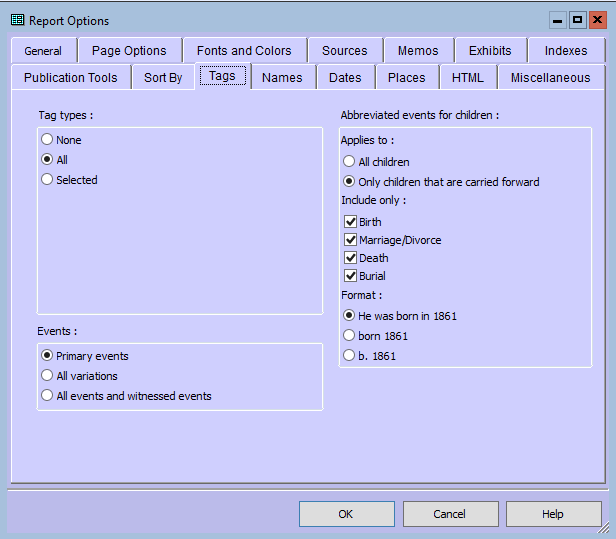 Report Options
General
Page Options
Fonts and Colors
Sources
Memos
Exhibits
Indexes
Publication Tools
Sort By
Tags
Names
Dates
Places
HTML
Miscellaneous
Tag types :
None
All
Selected
Events :
Primary events
All variations
All events and witnessed events
Abbreviated events for children :
Applies to :
All children
Only children that are carried forward
Include only :
Birth
Marriage/Divorce
Death
Burial
Format :
He was born in 1861
born 1861
b. 1861
OK
Cancel
Help